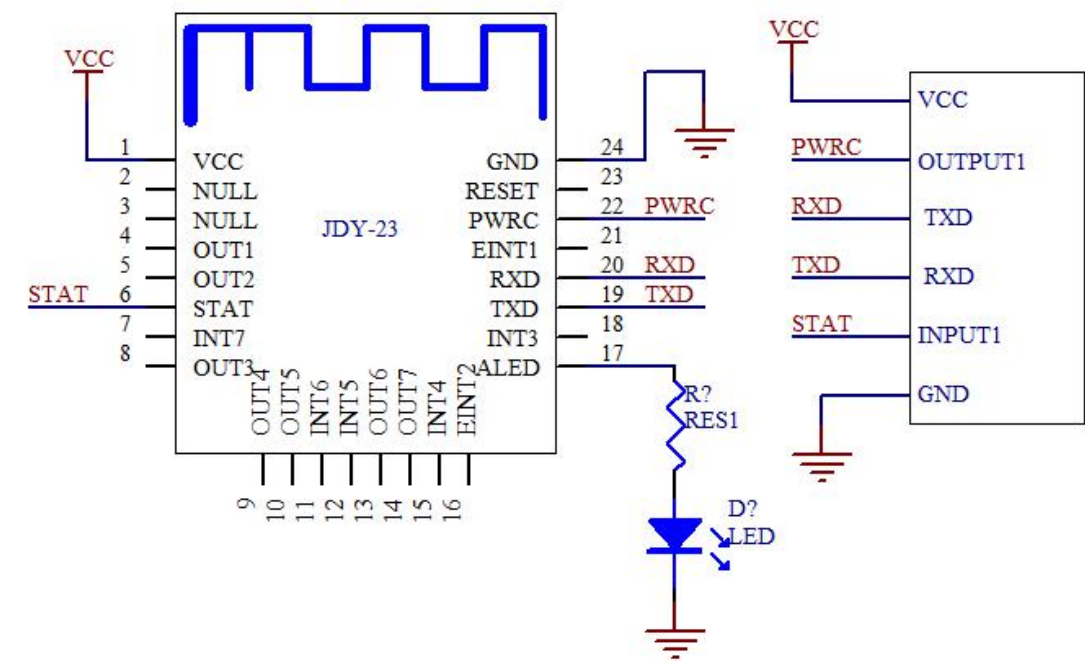 VCC
1 VCC
2 NULL
3 NULL
4 OUT1
5 OUT2
STAT 6 STAT
7 INT7
8 OUT3
JDY-23
GND 24
RESET 23
PWRC 22 PWRC
EINT1 21
RXD 20 RXD
TXD 19 TXD
INT3 18
ALED 17
OUT4
OUT5
INT6
INT5
OUT6
OUT7
INT4
EINT2
9
10
11
12
13
14
15
16
R?
RES1
D?
LED
VCC
VCC
PWRC OUTPUT1
RXD TXD
TXD RXD
STAT INPUT1
GND